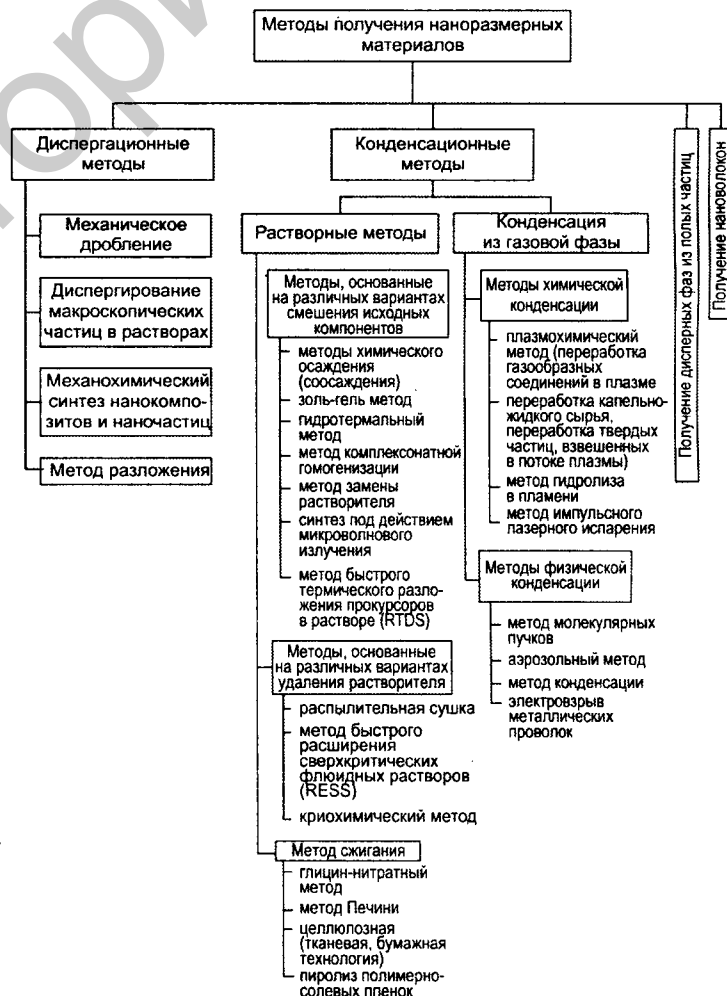 Методы получения наноразмерных
материалов
Диспергационные
методы
Механическое
дробление
Диспергирование
макроскопических
частиц в растворах
Механохимический
синтез нанокомпо-
зитов и наночастиц
Метод разложения
Конденсационные
методы
Растворные методы
Методы, основанные
на различных вариантах
смешения исходных
компонентов
методы химического
осаждения
(соосаждения)
золь-гель метод
гидротермальный
метод
метод комплексонатной
гомогенизации
метод замены
растворителя
синтез под действием
микроволнового
излучения
метод быстрого
термического разло-
жения прокурсоров
в растворе (RTDS)
Методы, основанные
на различных вариантах
удаления растворителя
распылительная сушка
метод быстрого
расширения
сверхкритических
флюидных растворов
(RESS)
криохимический метод
Метод сжигания
глицин-нитратный
метод
метод Печини
целлюлозная
(тканевая, бумажная
технология)
пиролиз полимерно-
солевых пленок
Конденсация
из газовой фазы
Методы химической
конденсации
плазмохимический
метод (переработка
газообразных
соединений в плазме
переработка капельно-
жидкого сырья,
переработка твердых
частиц, взвешенных
в потоке плазмы)
метод гидролиза
в пламени
метод импульсного
лазерного испарения
Методы физической
конденсации
метод молекулярных
пучков
аэрозольный метод
метод конденсации
электровзрыв
металлических
проволок
Получение дисперных фаз из полых частиц
Получение нановолокон